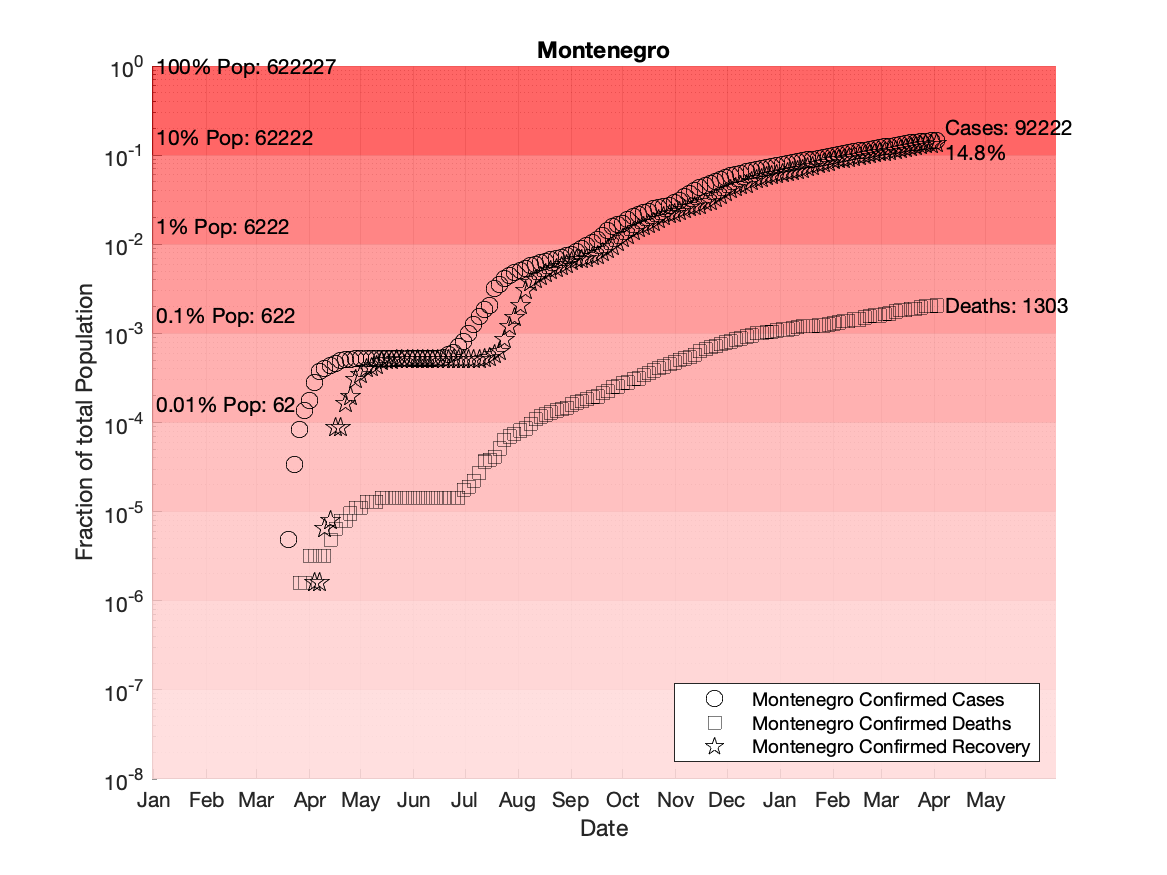 Montenegro
10^0
100% Pop: 622227
10% Pop: 62222
Cases: 92222
10^-1
14.8%
1% Pop: 6222
10^-2
0.1% Pop: 622
Deaths: 1303
10^-3
0.01% Pop: 62
10^-4
10^-5
10^-6
10^-7
10^-8
Fraction of total Population
Montenegro Confirmed Cases
Montenegro Confirmed Deaths
Montenegro Confirmed Recovery
Jan Feb Mar Apr May Jun Jul Aug Sep Oct Nov Dec Jan Feb Mar Apr May
Date